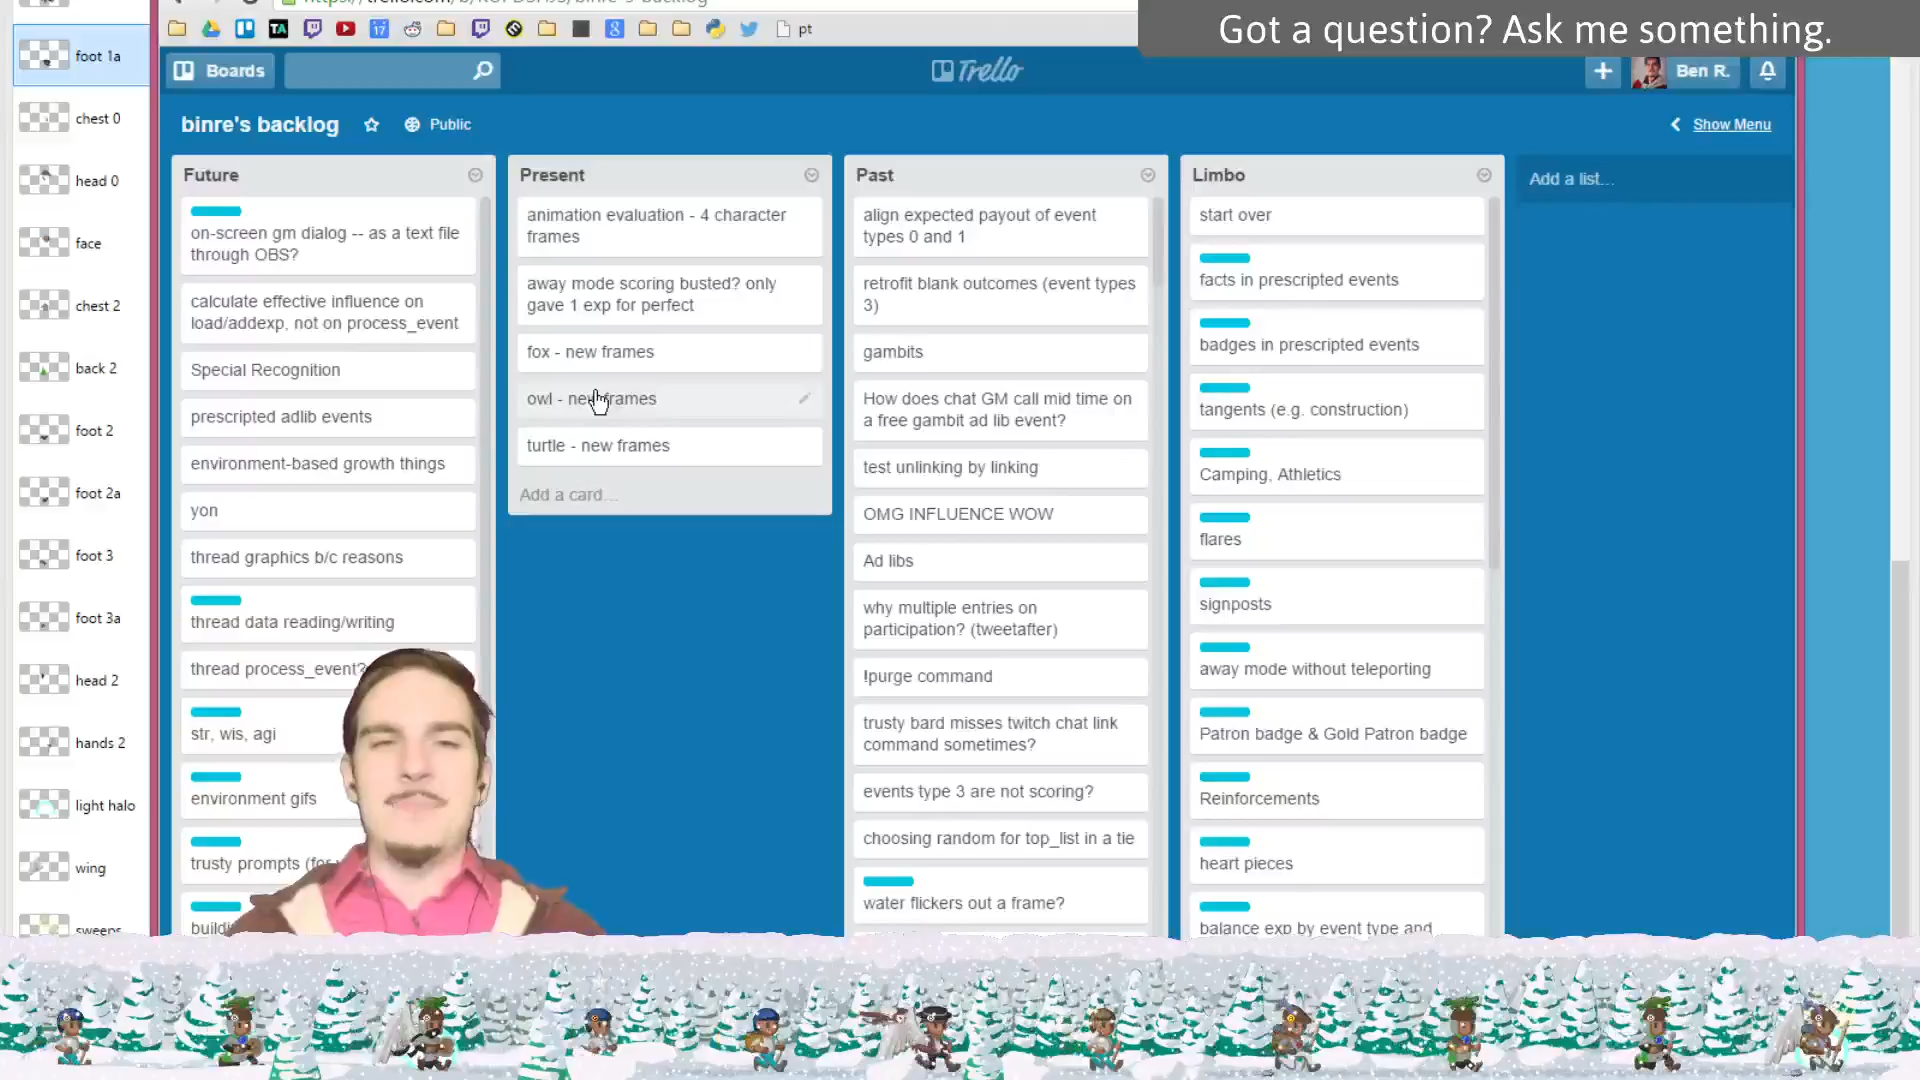 Got a question? Ask me something.
pt
Boards
Trello
Ben R.
binre's backlog
Public
Show Menu
foot 1a
chest 0
head 0
face
chest 2
back 2
foot 2
foot 2a
foot 3
foot 3a
head 2
hands 2
light halo
wing
sweeps
Future
on-screen gm dialog -- as a text file
through OBS?
calculate effective influence on
load/addexp, not on process_event
Special Recognition
prescripted adlib events
environment-based growth things
yon
thread graphics b/c reasons
thread data reading/writing
thread process_event?
str, wis, agi
environment gifs
trusty prompts
Present
animation evaluation - 4 character
frames
away mode scoring busted? only
gave 1 exp for perfect
fox - new frames
owl - new frames
turtle - new frames
Add a card...
Past
align expected payout of event
types 0 and 1
retrofit blank outcomes (event types
3)
gambits
How does chat GM call mid time on
a free gambit ad lib event?
test unlinking by linking
OMG INFLUENCE WOW
Ad libs
why multiple entries on
participation? (tweetafter)
!purge command
trusty bard misses twitch chat link
command sometimes?
events type 3 are not scoring?
choosing random for top_list in a tie
water flickers out a frame?
Limbo
start over
facts in prescripted events
badges in prescripted events
tangents (e.g. construction)
Camping, Athletics
flares
signposts
away mode without teleporting
Patron badge & Gold Patron badge
Reinforcements
heart pieces
balance exp by event type and
Add a list...